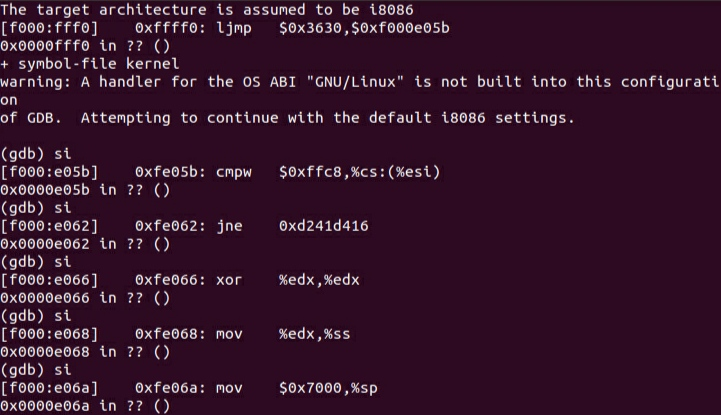 The target architecture is assumed to be i8086
[f000:fff0]    0xffff0: ljmp   $0x3630,$0xf000e05b
0x0000fff0 in ?? ()
+ symbol-file kernel
warning: A handler for the OS ABI "GNU/Linux" is not built into this configurati
on
of GDB.  Attempting to continue with the default i8086 settings.

(gdb) si
[f000:e05b]    0xfe05b: cmpw   $0xffc8,%cs:(%esi)
0x0000e05b in ?? ()
(gdb) si
[f000:e062]    0xfe062: jne    0xd241d416
0x0000e062 in ?? ()
(gdb) si
[f000:e066]    0xfe066: xor    %edx,%edx
0x0000e066 in ?? ()
(gdb) si
[f000:e068]    0xfe068: mov    %edx,%ss
0x0000e068 in ?? ()
(gdb) si
[f000:e06a]    0xfe06a: mov    $0x7000,%sp
0x0000e06a in ?? ()